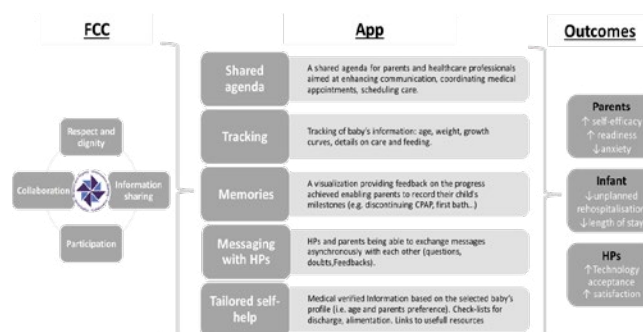 FCC
App
Outcomes
Respect and
dignity
Collaboration
Information
sharing
Participation
Shared
agenda
A shared agenda for parents and healthcare professionals
aimed at enhancing communication, coordinating medical
appointments, scheduling care.
Tracking
Tracking of baby's information: age, weight, growth
curves, details on care and feeding.
Memories
A visualization providing feedback on the progress
achieved enabling parents to record their child's
milestones (e.g. discontinuing CPAP, first bath...)
Messaging
with HPs
HPs and parents being able to exchange messages
asynchronously with each other (questions,
doubts,Feedbacks).
Tailored self-
help
Medical verified Information based on the selected baby's
profile (i.e. age and parents preference). Check-lists for
discharge, alimentation. Links to usefull resources
Parents
↑ self-efficacy
↑ readiness
↓anxiety
Infant
↓unplanned
rehospitalisation
↓length of stay
HPs
↑Technology
acceptance
↑ satisfaction